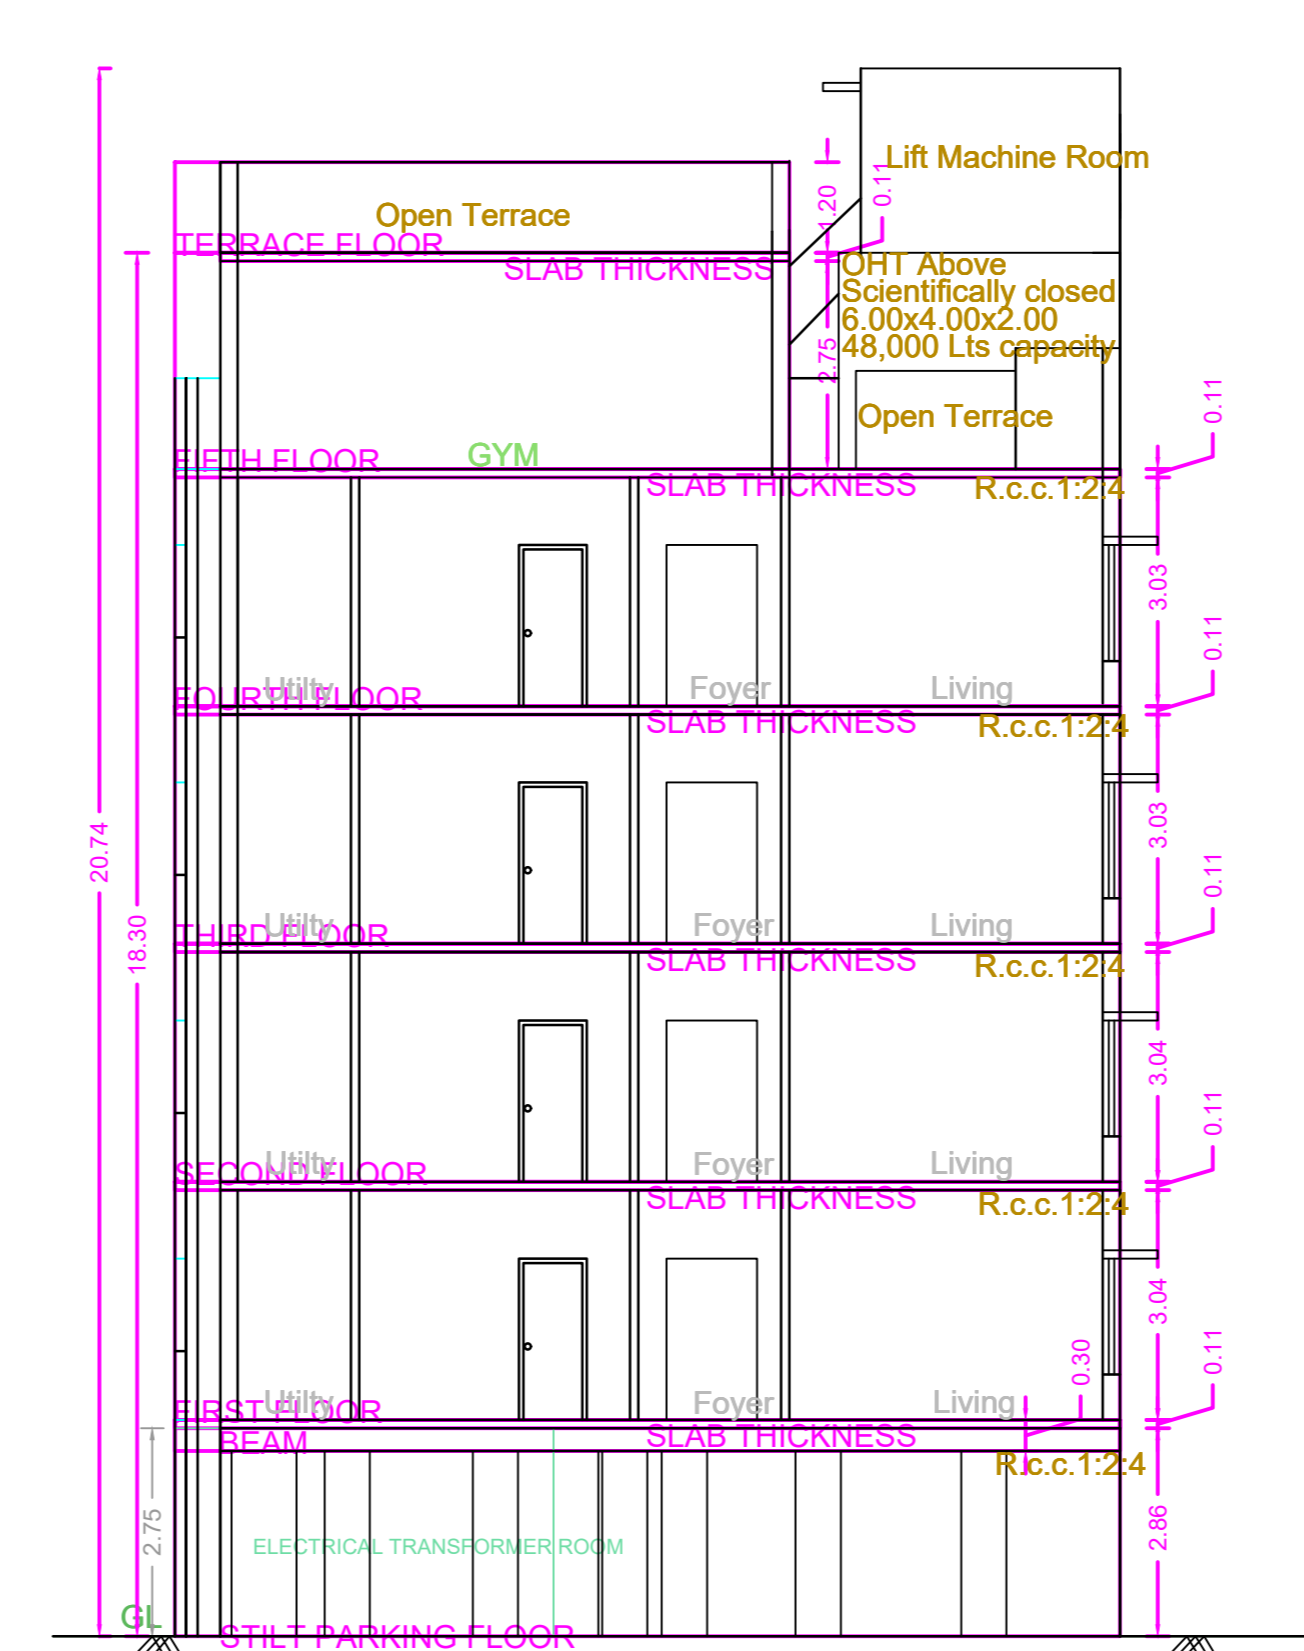 Lift Machine Room
0.11
1.20
Open Terrace
TERRACE FLOOR
SLAB THICKNESS
OHT Above
Scientifically closed
6.00x4.00x2.00
48,000 Lts capacity
2.75
Open Terrace
0.11
FIFTH FLOOR
GYM
SLAB THICKNESS
R.c.c.1:2:4
3.03
0.11
Utilty
FOURTH FLOOR
Foyer
Living
SLAB THICKNESS
R.c.c.1:2:4
3.03
20.74
18.30
0.11
Utilty
THIRD FLOOR
Foyer
Living
SLAB THICKNESS
R.c.c.1:2:4
3.04
0.11
Utilty
SECOND FLOOR
Foyer
Living
SLAB THICKNESS
R.c.c.1:2:4
3.04
0.30
0.11
Utilty
FIRST FLOOR
Foyer
Living
BEAM
SLAB THICKNESS
R.c.c.1:2:4
2.75
2.86
ELECTRICAL TRANSFORMER ROOM
GL
STILT PARKING FLOOR